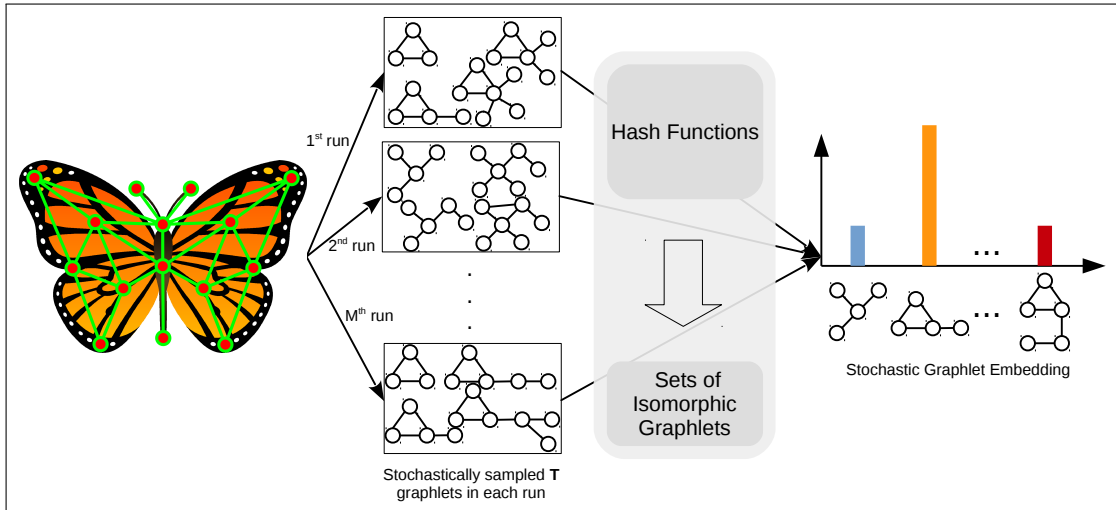 1st run
2nd run
.
.
.
Mth run
Stochastically sampled T
graphlets in each run
Hash Functions
Sets of
Isomorphic
Graphlets
...
...
Stochastic Graphlet Embedding